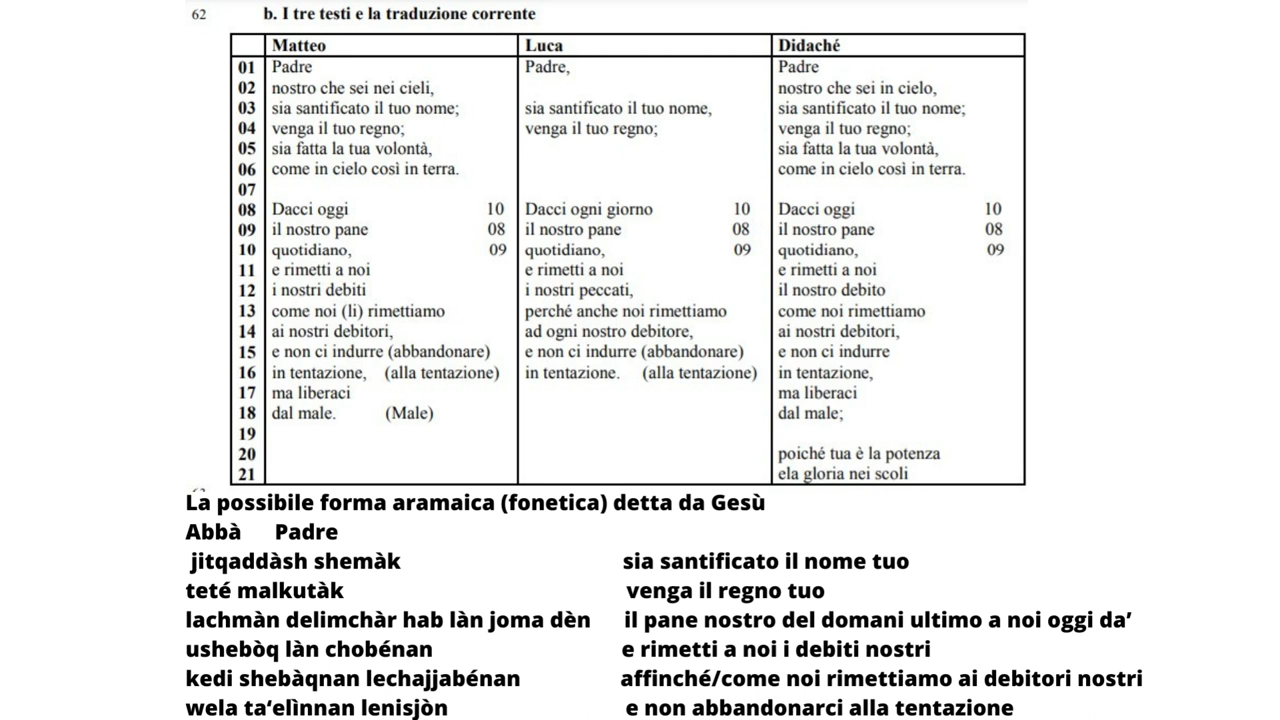 62 b. I tre testi e la traduzione corrente
Matteo Luca Didaché
01 Padre Padre, Padre
02 nostro che sei nei cieli, nostro che sei in cielo,
03 sia santificato il tuo nome; sia santificato il tuo nome, sia santificato il tuo nome;
04 venga il tuo regno; venga il tuo regno; venga il tuo regno;
05 sia fatta la tua volontà, sia fatta la tua volontà,
06 come in cielo così in terra. come in cielo così in terra.
07
08 Dacci oggi 10 Dacci ogni giorno 10 Dacci oggi 10
09 il nostro pane 08 il nostro pane 08 il nostro pane 08
10 quotidiano, 09 quotidiano, 09 quotidiano, 09
11 e rimetti a noi e rimetti a noi e rimetti a noi
12 i nostri debiti i nostri peccati, il nostro debito
13 come noi (li) rimettiamo perché anche noi rimettiamo come noi rimettiamo
14 ai nostri debitori, ad ogni nostro debitore, ai nostri debitori,
15 e non ci indurre (abbandonare) e non ci indurre (abbandonare) e non ci indurre
16 in tentazione, (alla tentazione) in tentazione. (alla tentazione) in tentazione,
17 ma liberaci ma liberaci
18 dal male. (Male) dal male;
19
20 poiché tua è la potenza
21 ela gloria nei scoli
La possibile forma aramaica (fonetica) detta da Gesù
Abbà Padre
jitqaddàsh shemàk sia santificato il nome tuo
teté malkutàk venga il regno tuo
lachmàn delimchàr hab làn joma dèn il pane nostro del domani ultimo a noi oggi da’
ushebòq làn chobénan e rimetti a noi i debiti nostri
kedi shebàqnan lechajjabénan affinché/come noi rimettiamo ai debitori nostri
wela ta‘elìnnan lenisjòn e non abbandonarci alla tentazione